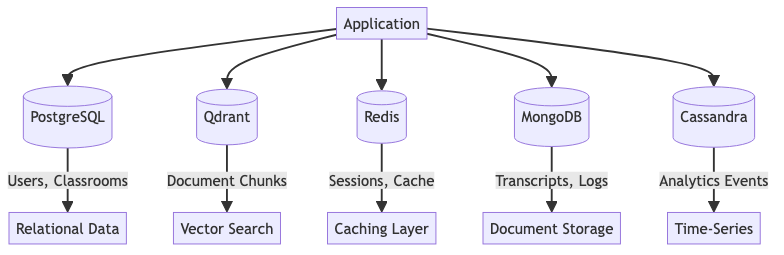 Application
PostgreSQL
Qdrant
Redis
MongoDB
Cassandra
Users, Classrooms
Document Chunks
Sessions, Cache
Transcripts, Logs
Analytics Events
Relational Data
Vector Search
Caching Layer
Document Storage
Time-Series